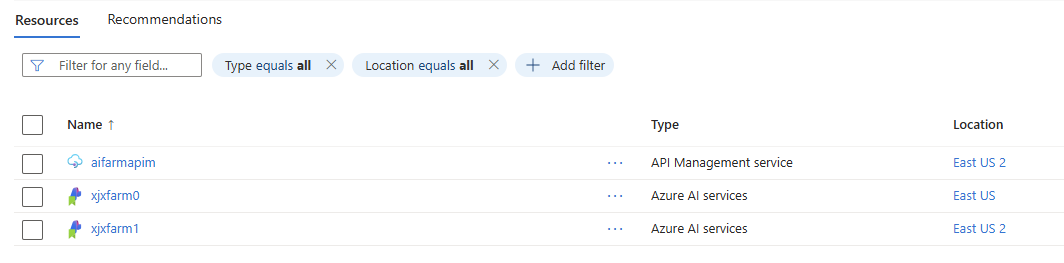 Resources Recommendations
Filter for any field... Type equals all × Location equals all × + Add filter
Name ↑ Type Location
aifarmapim ··· API Management service East US 2
xjxfarm0 ··· Azure AI services East US
xjxfarm1 ··· Azure AI services East US 2